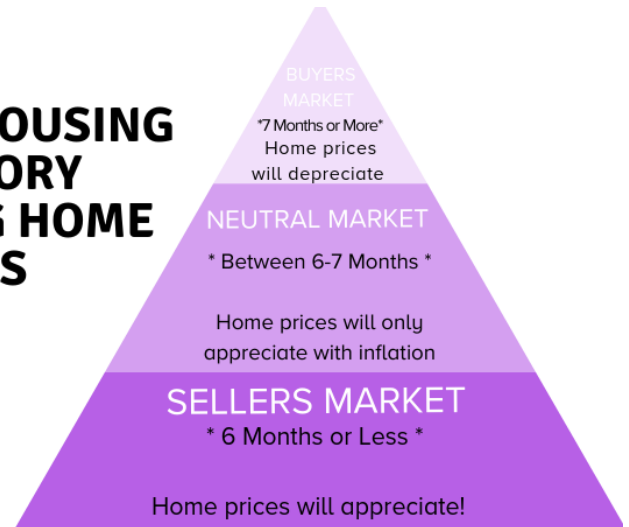 OUSING
ORY
G HOME
S
BUYERS
MARKET
*7 Months or More*
Home prices
will depreciate
NEUTRAL MARKET
* Between 6-7 Months *
Home prices will only
appreciate with inflation
SELLERS MARKET
* 6 Months or Less *
Home prices will appreciate!